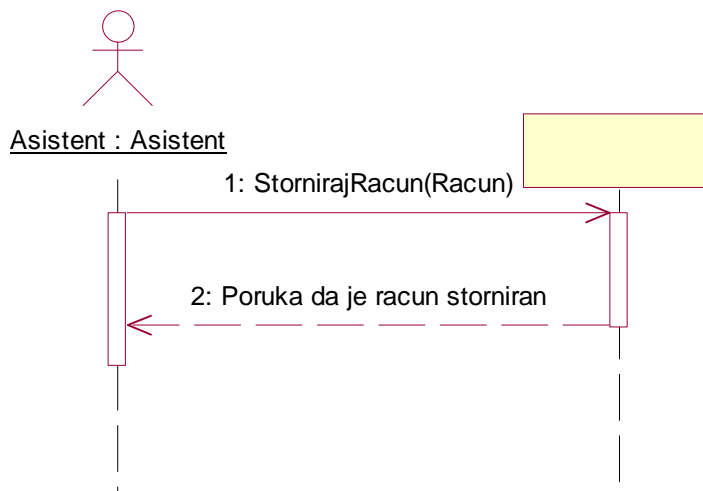 Asistent : Asistent
1: StornirajRacun(Racun)
2: Poruka da je racun storniran